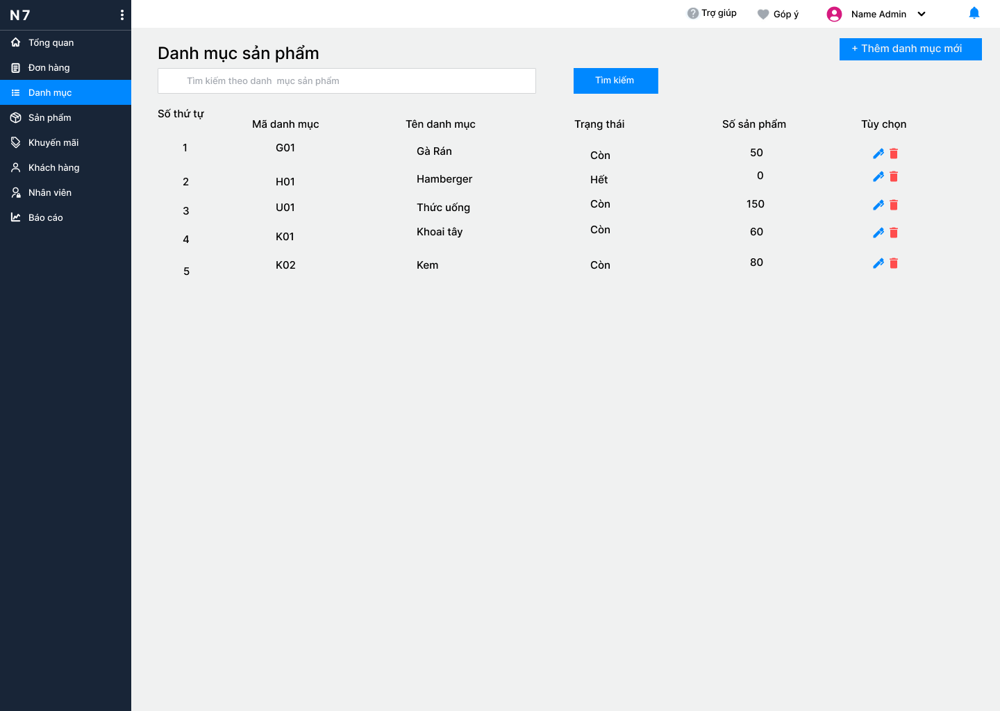 N7
Trợ giúp
Góp ý
Name Admin
Tổng quan
Đơn hàng
Danh mục
Sản phẩm
Khuyến mãi
Khách hàng
Nhân viên
Báo cáo
Danh mục sản phẩm
+ Thêm danh mục mới
Tìm kiếm theo danh mục sản phẩm
Tìm kiếm
Số thứ tự Mã danh mục Tên danh mục Trạng thái Số sản phẩm Tùy chọn
1 G01 Gà Rán Còn 50
2 H01 Hamberger Hết 0
3 U01 Thức uống Còn 150
4 K01 Khoai tây Còn 60
5 K02 Kem Còn 80